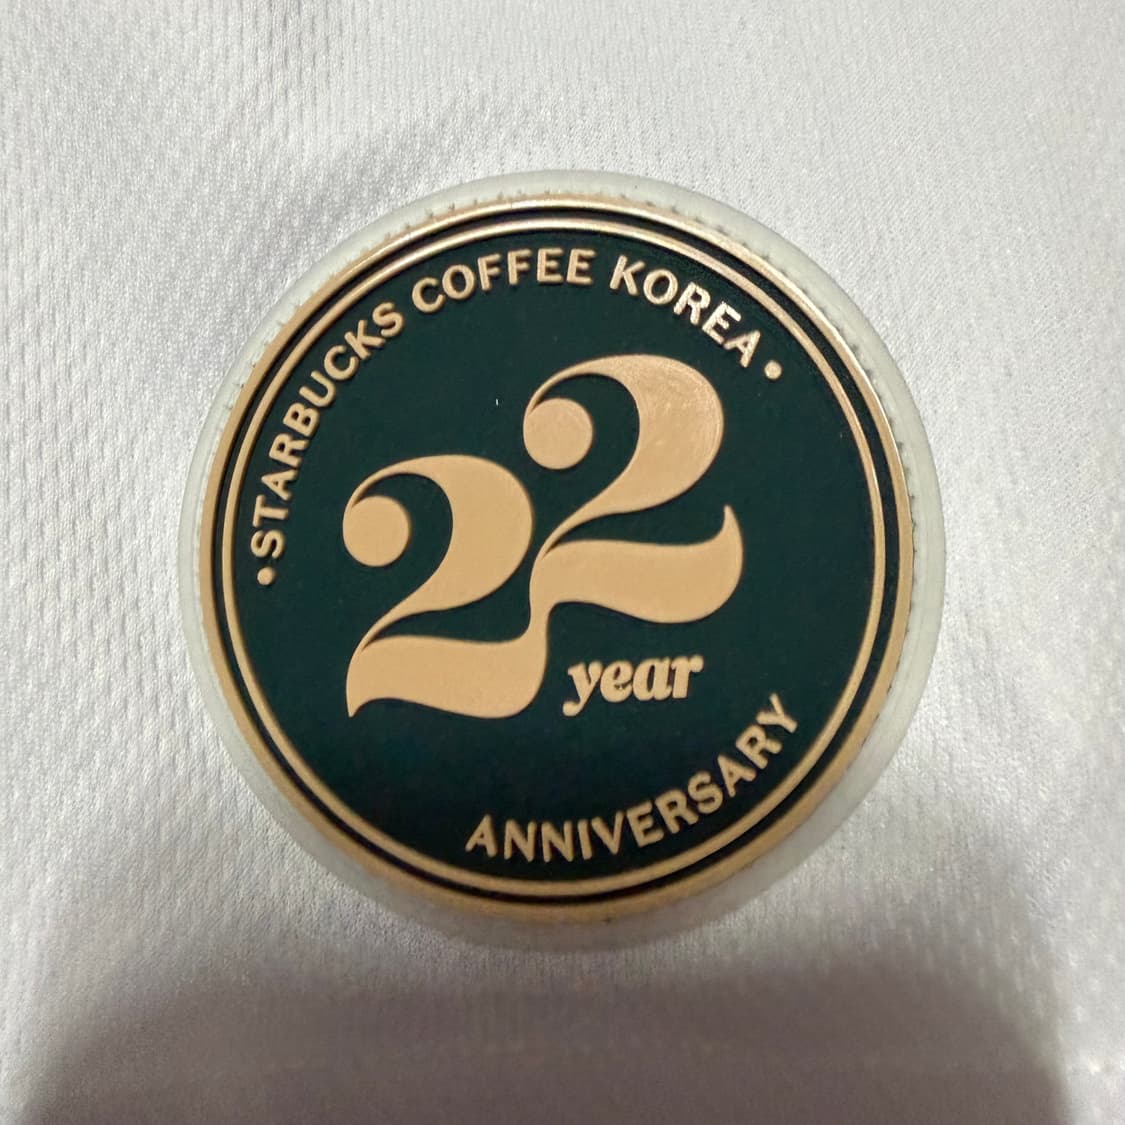 •STARBUCKS COFFEE KOREA•
22
year
ANNIVERSARY